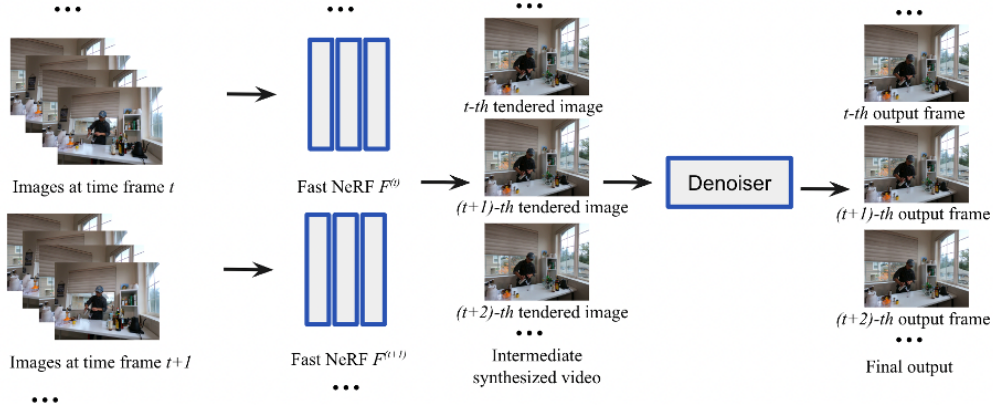 •••
Images at time frame t
Images at time frame t+1
•••
•••
Fast NeRF F^(t)
Fast NeRF F^(t+1)
•••
•••
t-th tendered image
(t+1)-th tendered image
(t+2)-th tendered image
•••
Intermediate
synthesized video
Denoiser
•••
t-th output frame
(t+1)-th output frame
(t+2)-th output frame
•••
Final output